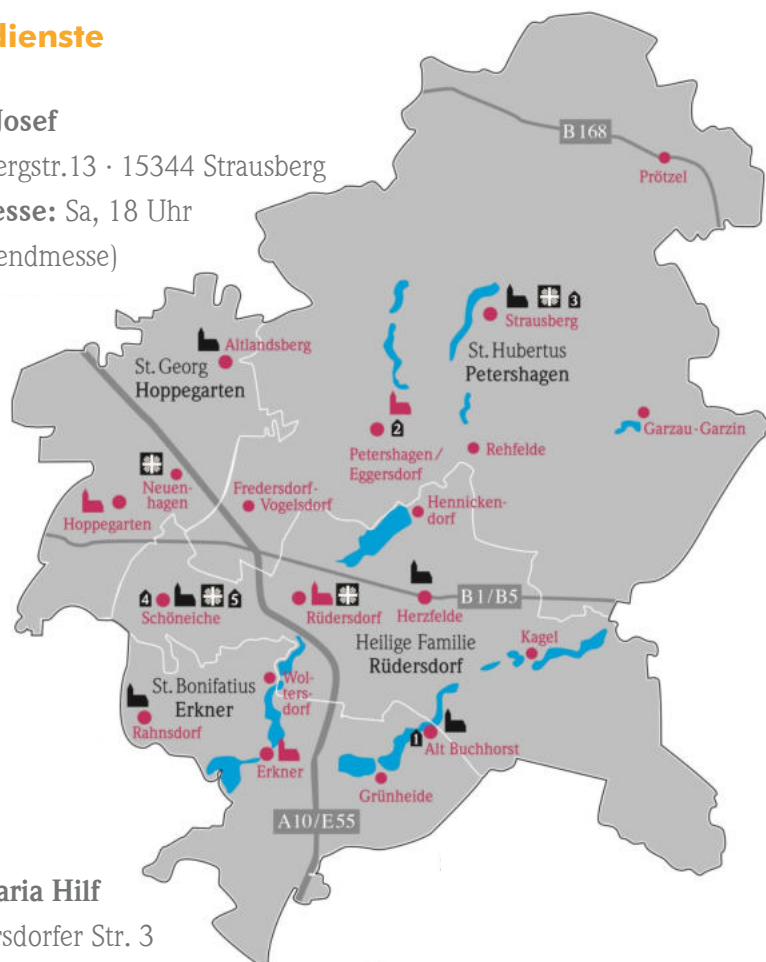 dienste
Josef
ergstr.13 · 15344 Strausberg
esse: Sa, 18 Uhr
endmesse)
B 168
Prötzel
3
Strausberg
St. Hubertus
Petershagen
Altlandsberg
St. Georg
Hoppegarten
2
Petershagen/
Eggersdorf
Garzau-Garzin
Rehfelde
Neuen-
hagen
Hoppegarten
Fredersdorf-
Vogelsdorf
Hennicken-
dorf
4
5
Schöneiche
Rüdersdorf
Herzfelde
B1/B5
Heilige Familie
Rüdersdorf
Kagel
St. Bonifatius
Erkner
Wol-
ters-
dorf
Rahnsdorf
Erkner
1
Alt Buchhorst
Grünheide
A10/E55
aria Hilf
rsdorfer Str. 3